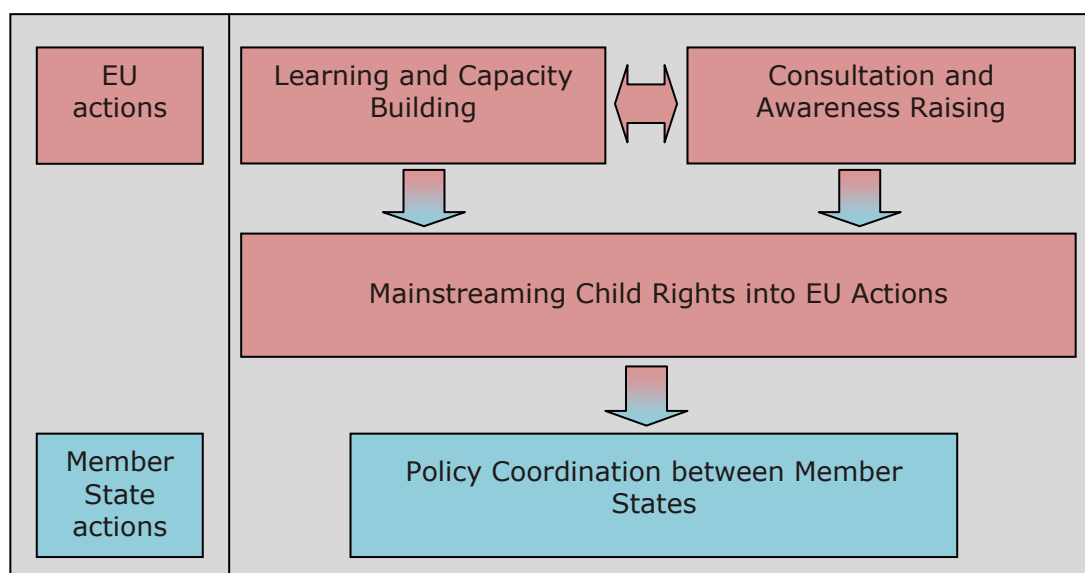 EU
actions
Learning and Capacity
Building
Consultation and
Awareness Raising
Mainstreaming Child Rights into EU Actions
Member
State
actions
Policy Coordination between Member
States